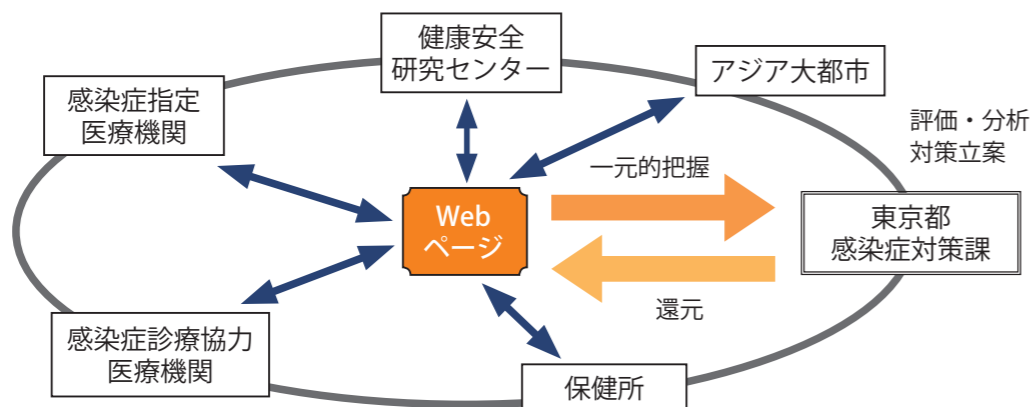 健康安全
研究センター
アジア大都市
感染症指定
医療機関
評価・分析
対策立案
一元的把握
Web
ページ
東京都
感染症対策課
還元
感染症診療協力
医療機関
保健所